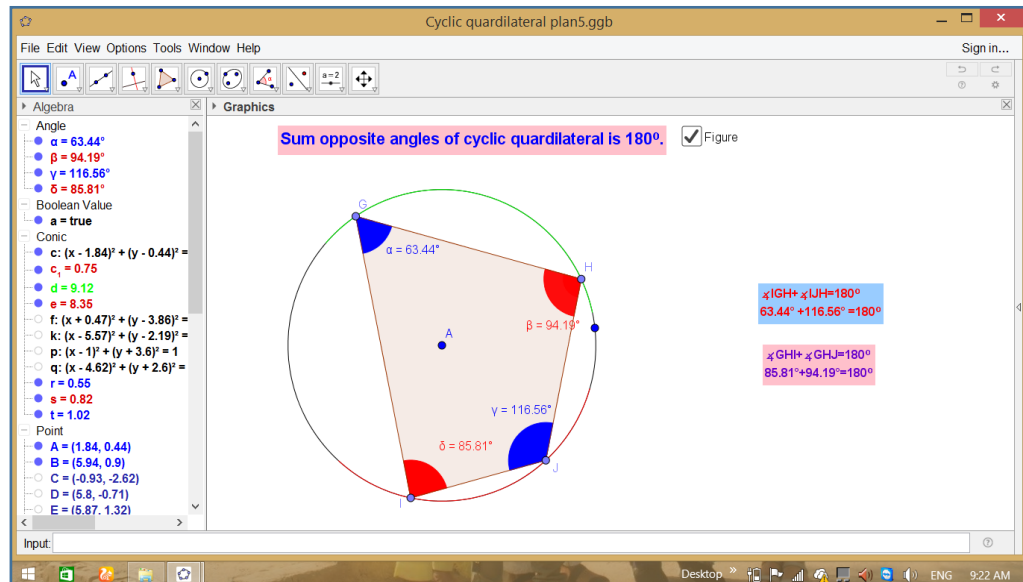 Cyclic quardilateral plan5.ggb
File Edit View Options Tools Window Help
Sign in...
A
a=2
Algebra
Graphics
Angle
α = 63.44°
β = 94.19°
γ = 116.56°
δ = 85.81°
Boolean Value
a = true
Conic
c: (x - 1.84)² + (y - 0.44)² =
c₁ = 0.75
d = 9.12
e = 8.35
f: (x + 0.47)² + (y - 3.86)² =
k: (x - 5.57)² + (y - 2.19)² =
p: (x - 1)² + (y + 3.6)² = 1
q: (x - 4.62)² + (y + 2.6)² =
r = 0.55
s = 0.82
t = 1.02
Point
A = (1.84, 0.44)
B = (5.94, 0.9)
C = (-0.93, -2.62)
D = (5.8, -0.71)
E = (5.87, 1.32)
Sum opposite angles of cyclic quardilateral is 180º.
Figure
G
α = 63.44°
H
β = 94.19°
A
γ = 116.56°
δ = 85.81°
J
I
∡IGH+ ∡IJH=180º
63.44° +116.56° =180º
∡GHI+ ∡GHJ=180º
85.81°+94.19°=180º
Input:
Desktop » ENG 9:22 AM